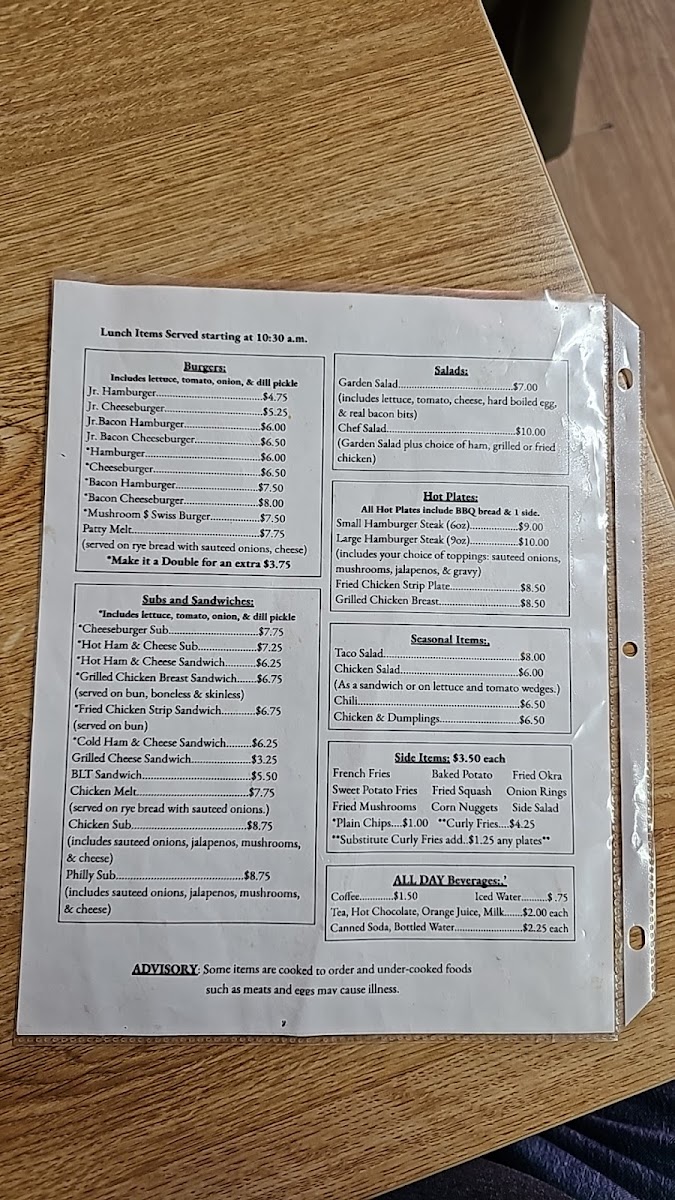 Lunch Items Served starting at 10:30 a.m.
Burgers:
Includes lettuce, tomato, onion, & dill pickle
Jr. Hamburger..............................$4.75
Jr. Cheeseburger..........................$5.25
Jr.Bacon Hamburger...................$6.00
Jr. Bacon Cheeseburger...............$6.50
*Hamburger................................$6.00
*Cheeseburger.............................$6.50
*Bacon Hamburger.....................$7.50
*Bacon Cheeseburger..................$8.00
*Mushroom $ Swiss Burger.........$7.50
Patty Melt...................................$7.75
(served on rye bread with sauteed onions, cheese)
*Make it a Double for an extra $3.75
Subs and Sandwiches:
*Includes lettuce, tomato, onion, & dill pickle
*Cheeseburger Sub........................$7.75
*Hot Ham & Cheese Sub...............$7.25
*Hot Ham & Cheese Sandwich.......$6.25
*Grilled Chicken Breast Sandwich......$6.75
(served on bun, boneless & skinless)
*Fried Chicken Strip Sandwich..........$6.75
(served on bun)
*Cold Ham & Cheese Sandwich........$6.25
Grilled Cheese Sandwich..................$3.25
BLT Sandwich.................................$5.50
Chicken Melt...................................$7.75
(served on rye bread with sauteed onions.)
Chicken Sub....................................$8.75
(includes sauteed onions, jalapenos, mushrooms,
& cheese)
Philly Sub.......................................$8.75
(includes sauteed onions, jalapenos, mushrooms,
& cheese)
Salads:
Garden Salad...................................$7.00
(includes lettuce, tomato, cheese, hard boiled egg,
& real bacon bits)
Chef Salad.......................................$10.00
(Garden Salad plus choice of ham, grilled or fried
chicken)
Hot Plates:
All Hot Plates include BBQ bread & 1 side.
Small Hamburger Steak (6oz).............$9.00
Large Hamburger Steak (9oz).............$10.00
(includes your choice of toppings: sauteed onions,
mushrooms, jalapenos, & gravy)
Fried Chicken Strip Plate...................$8.50
Grilled Chicken Breast......................$8.50
Seasonal Items:.
Taco Salad.....................................$8.00
Chicken Salad.................................$6.00
(As a sandwich or on lettuce and tomato wedges.)
Chili.............................................$6.50
Chicken & Dumplings.......................$6.50
Side Items: $3.50 each
French Fries Baked Potato Fried Okra
Sweet Potato Fries Fried Squash Onion Rings
Fried Mushrooms Corn Nuggets Side Salad
*Plain Chips....$1.00 **Curly Fries....$4.25
**Substitute Curly Fries add..$1.25 any plates**
ALL DAY Beverages:.'
Coffee............$1.50 Iced Water.........$ .75
Tea, Hot Chocolate, Orange Juice, Milk......$2.00 each
Canned Soda, Bottled Water......................$2.25 each
ADVISORY: Some items are cooked to order and under-cooked foods
such as meats and eggs may cause illness.